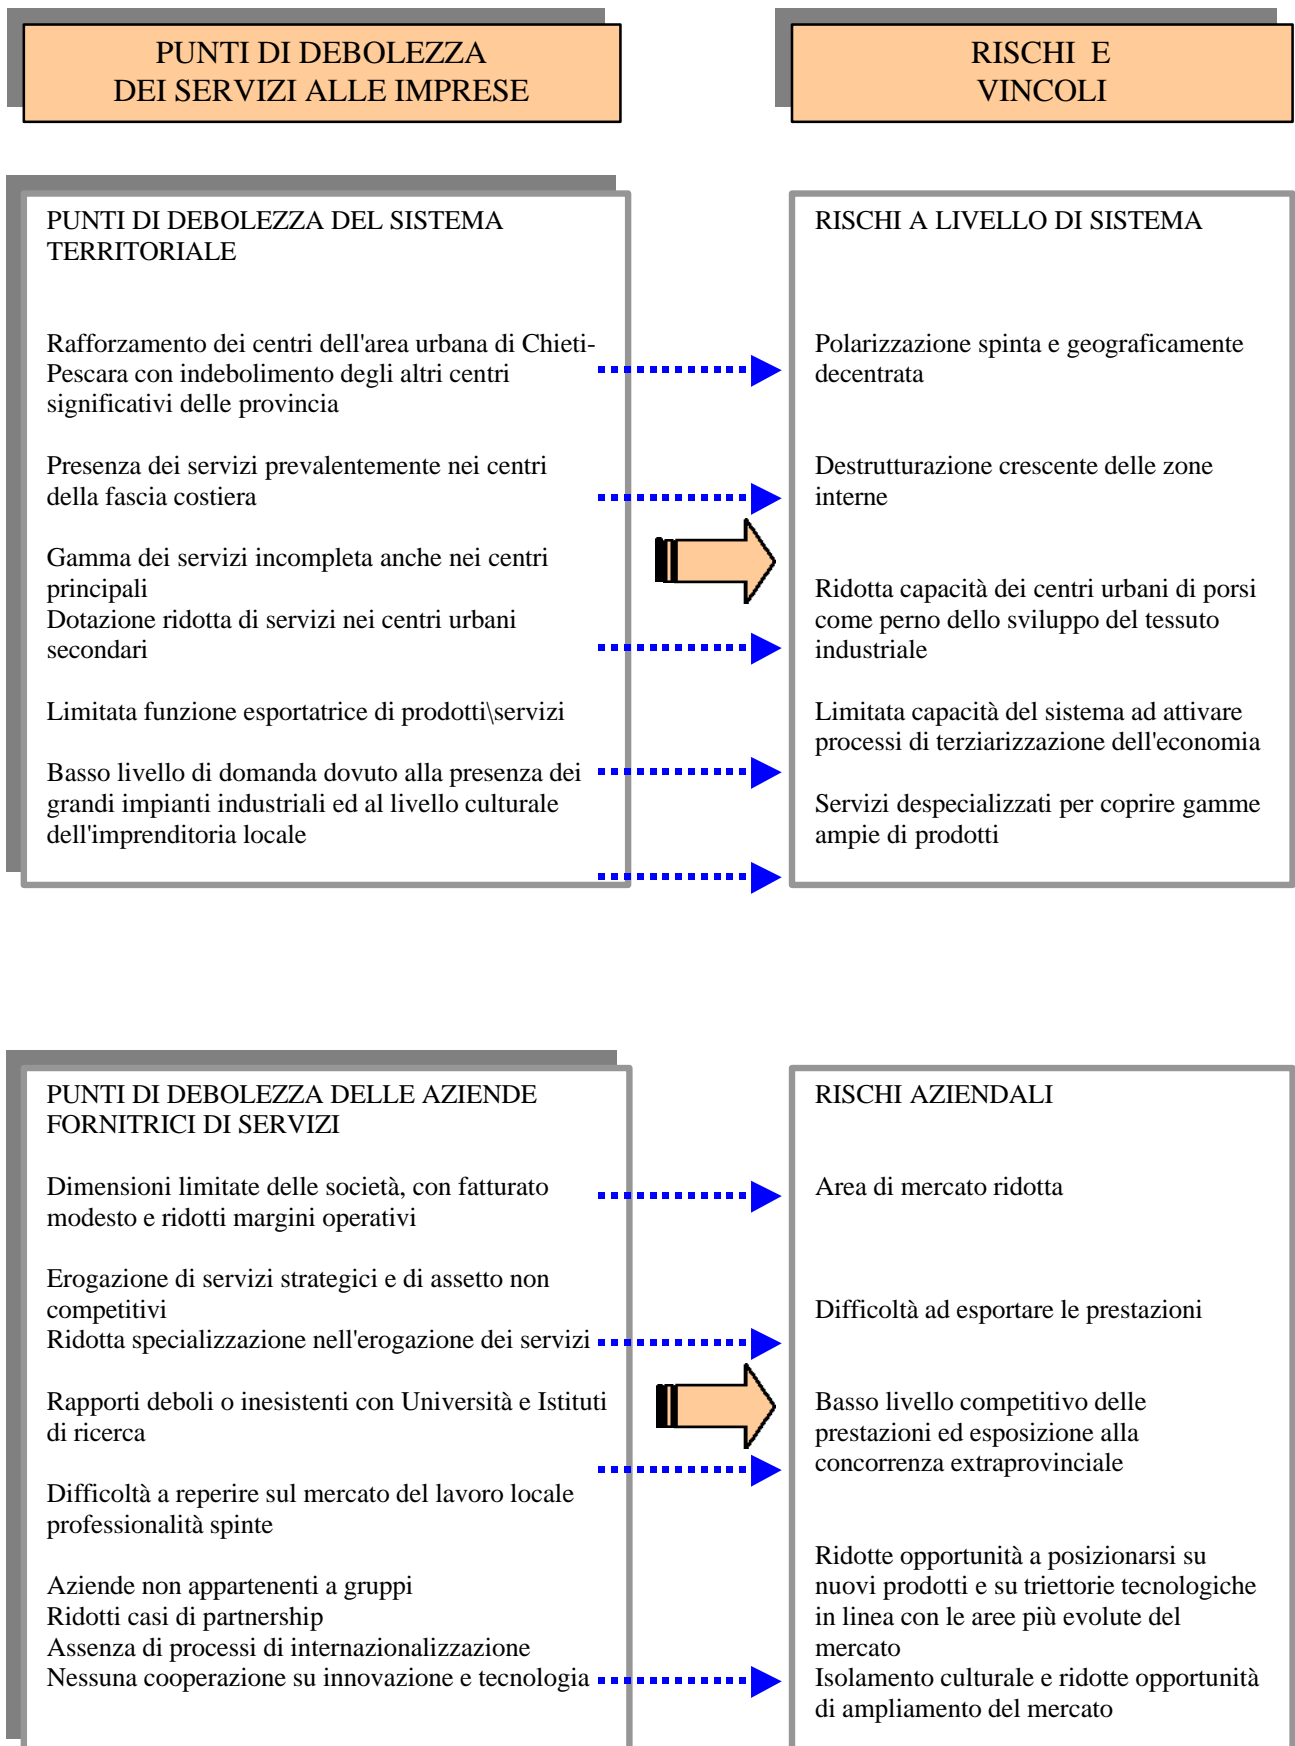 PUNTI DI DEBOLEZZA
DEI SERVIZI ALLE IMPRESE
RISCHI E
VINCOLI
PUNTI DI DEBOLEZZA DEL SISTEMA
TERRITORIALE
Rafforzamento dei centri dell'area urbana di Chieti-
Pescara con indebolimento degli altri centri
significativi delle provincia
Presenza dei servizi prevalentemente nei centri
della fascia costiera
Gamma dei servizi incompleta anche nei centri
principali
Dotazione ridotta di servizi nei centri urbani
secondari
Limitata funzione esportatrice di prodotti\servizi
Basso livello di domanda dovuto alla presenza dei
grandi impianti industriali ed al livello culturale
dell'imprenditoria locale
RISCHI A LIVELLO DI SISTEMA
Polarizzazione spinta e geograficamente
decentrata
Destrutturazione crescente delle zone
interne
Ridotta capacità dei centri urbani di porsi
come perno dello sviluppo del tessuto
industriale
Limitata capacità del sistema ad attivare
processi di terziarizzazione dell'economia
Servizi despecializzati per coprire gamme
ampie di prodotti
PUNTI DI DEBOLEZZA DELLE AZIENDE
FORNITRICI DI SERVIZI
Dimensioni limitate delle società, con fatturato
modesto e ridotti margini operativi
Erogazione di servizi strategici e di assetto non
competitivi
Ridotta specializzazione nell'erogazione dei servizi
Rapporti deboli o inesistenti con Università e Istituti
di ricerca
Difficoltà a reperire sul mercato del lavoro locale
professionalità spinte
Aziende non appartenenti a gruppi
Ridotti casi di partnership
Assenza di processi di internazionalizzazione
Nessuna cooperazione su innovazione e tecnologia
RISCHI AZIENDALI
Area di mercato ridotta
Difficoltà ad esportare le prestazioni
Basso livello competitivo delle
prestazioni ed esposizione alla
concorrenza extraprovinciale
Ridotte opportunità a posizionarsi su
nuovi prodotti e su triettorie tecnologiche
in linea con le aree più evolute del
mercato
Isolamento culturale e ridotte opportunità
di ampliamento del mercato